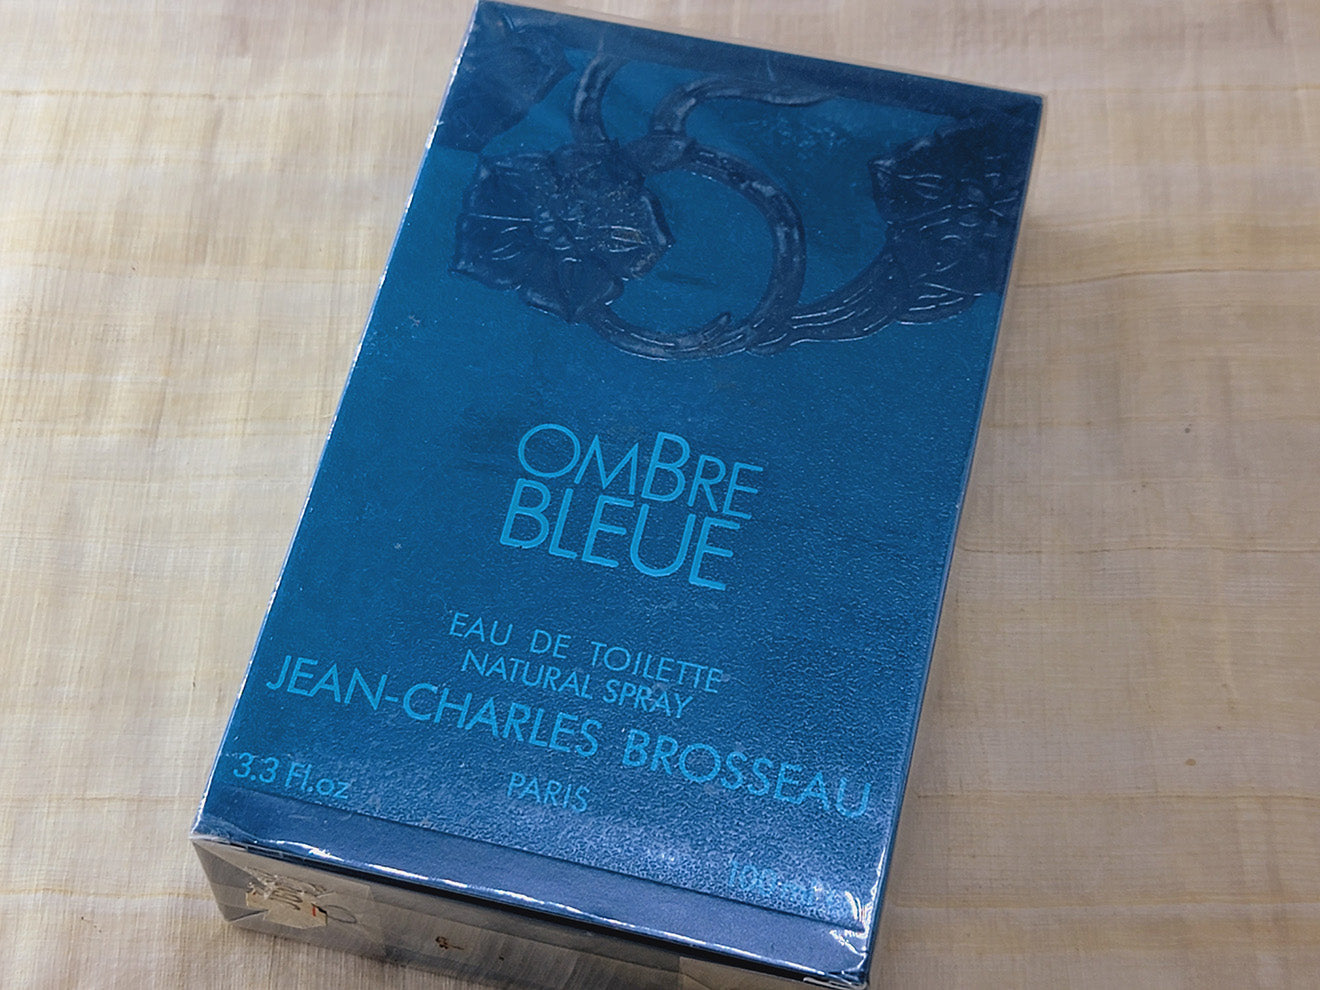 OMBRE
BLEUE
EAU DE TOILETTE
NATURAL SPRAY
JEAN-CHARLES BROSSEAU
3.3 Fl.oz
PARIS